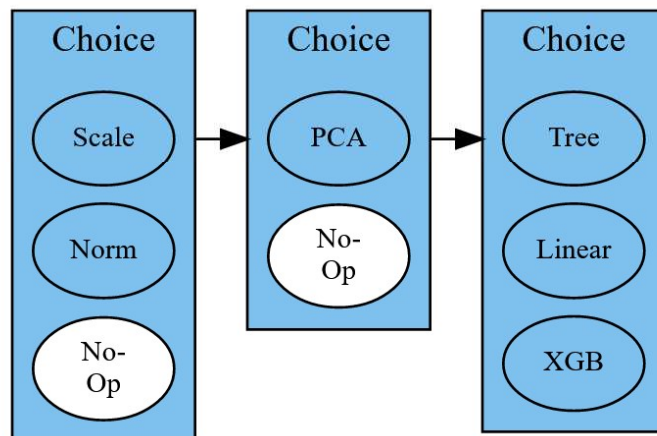 Choice
Scale
Norm
No-
Op
Choice
PCA
No-
Op
Choice
Tree
Linear
XGB